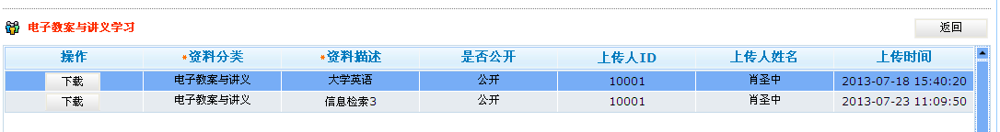 电子教案与讲义学习 返回
操作 *资料分类 *资料描述 是否公开 上传人ID 上传人姓名 上传时间
下载 电子教案与讲义 大学英语 公开 10001 肖圣中 2013-07-18 15:40:20
下载 电子教案与讲义 信息检索3 公开 10001 肖圣中 2013-07-23 11:09:50